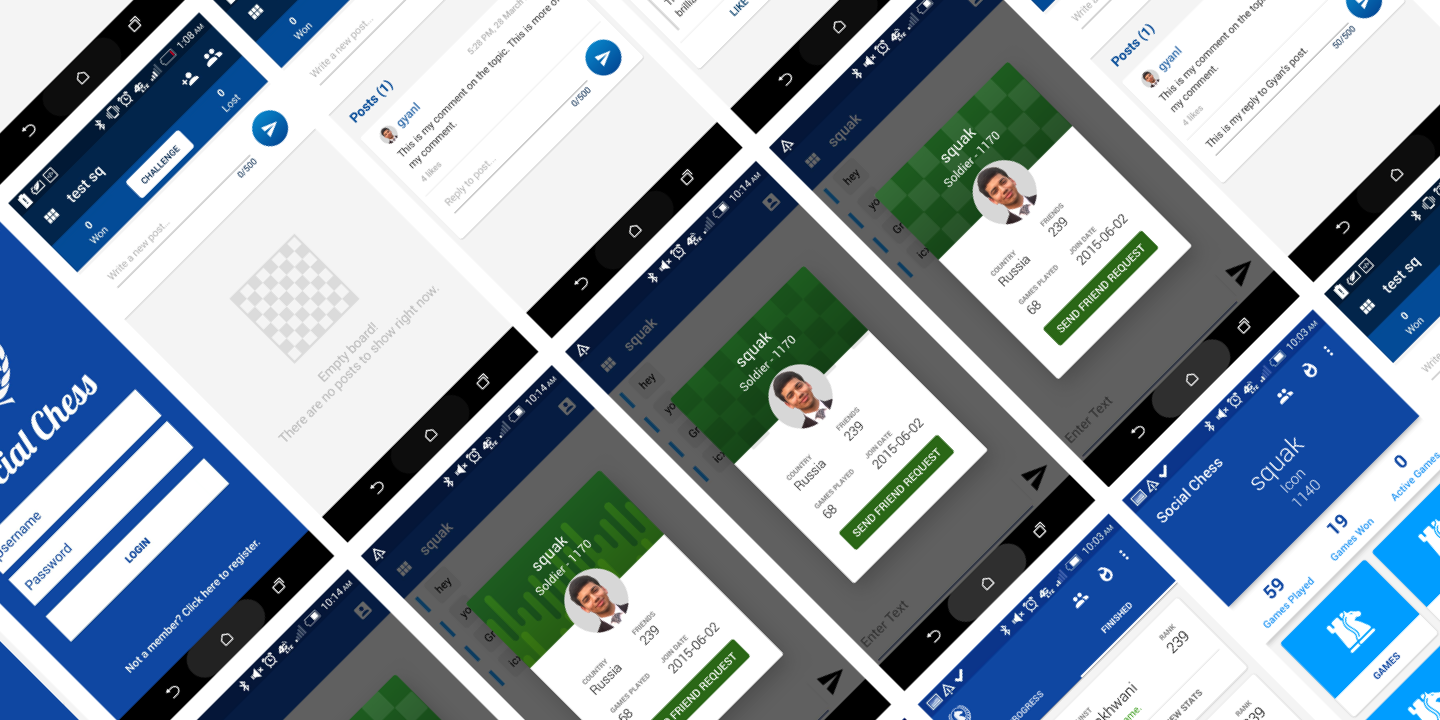 1:08 AM
test sq
0
Won
CHALLENGE
0
Lost
Write a new post...
0/500
Empty board!
There are no posts to show right now.
0
Won
Write a new post...
5:28 PM, 28 March
Posts (1)
gyanl
This is my comment on the topic. This is more of
my comment.
4 likes
Reply to post...
0/500
cial Chess
Password
LOGIN
Not a member? Click here to register.
10:14 AM
10:14 AM
squak
hey
yo
squak
Soldier - 1170
COUNTRY
Russia
FRIENDS
239
GAMES PLAYED
68
JOIN DATE
2015-06-02
SEND FRIEND REQUEST
10:14 AM
squak
hey
yo
squak
Soldier - 1170
COUNTRY
Russia
FRIENDS
239
GAMES PLAYED
68
JOIN DATE
2015-06-02
SEND FRIEND REQUEST
Enter Text
squak
hey
yo
squak
Soldier - 1170
COUNTRY
Russia
FRIENDS
239
GAMES PLAYED
68
JOIN DATE
2015-06-02
SEND FRIEND REQUEST
Enter Text
LIKE
Posts (1)
gyanl
This is my comment on the topic
my comment.
4 likes
This is my reply to Gyan's post.
50/500
test sq
0
Won
10:03 AM
Social Chess
squak
Icon
1140
59
Games Played
19
Games Won
0
Active Games
GAMES
10:03 AM
FINISHED
RANK
239
khwani
STATS
RANK
239